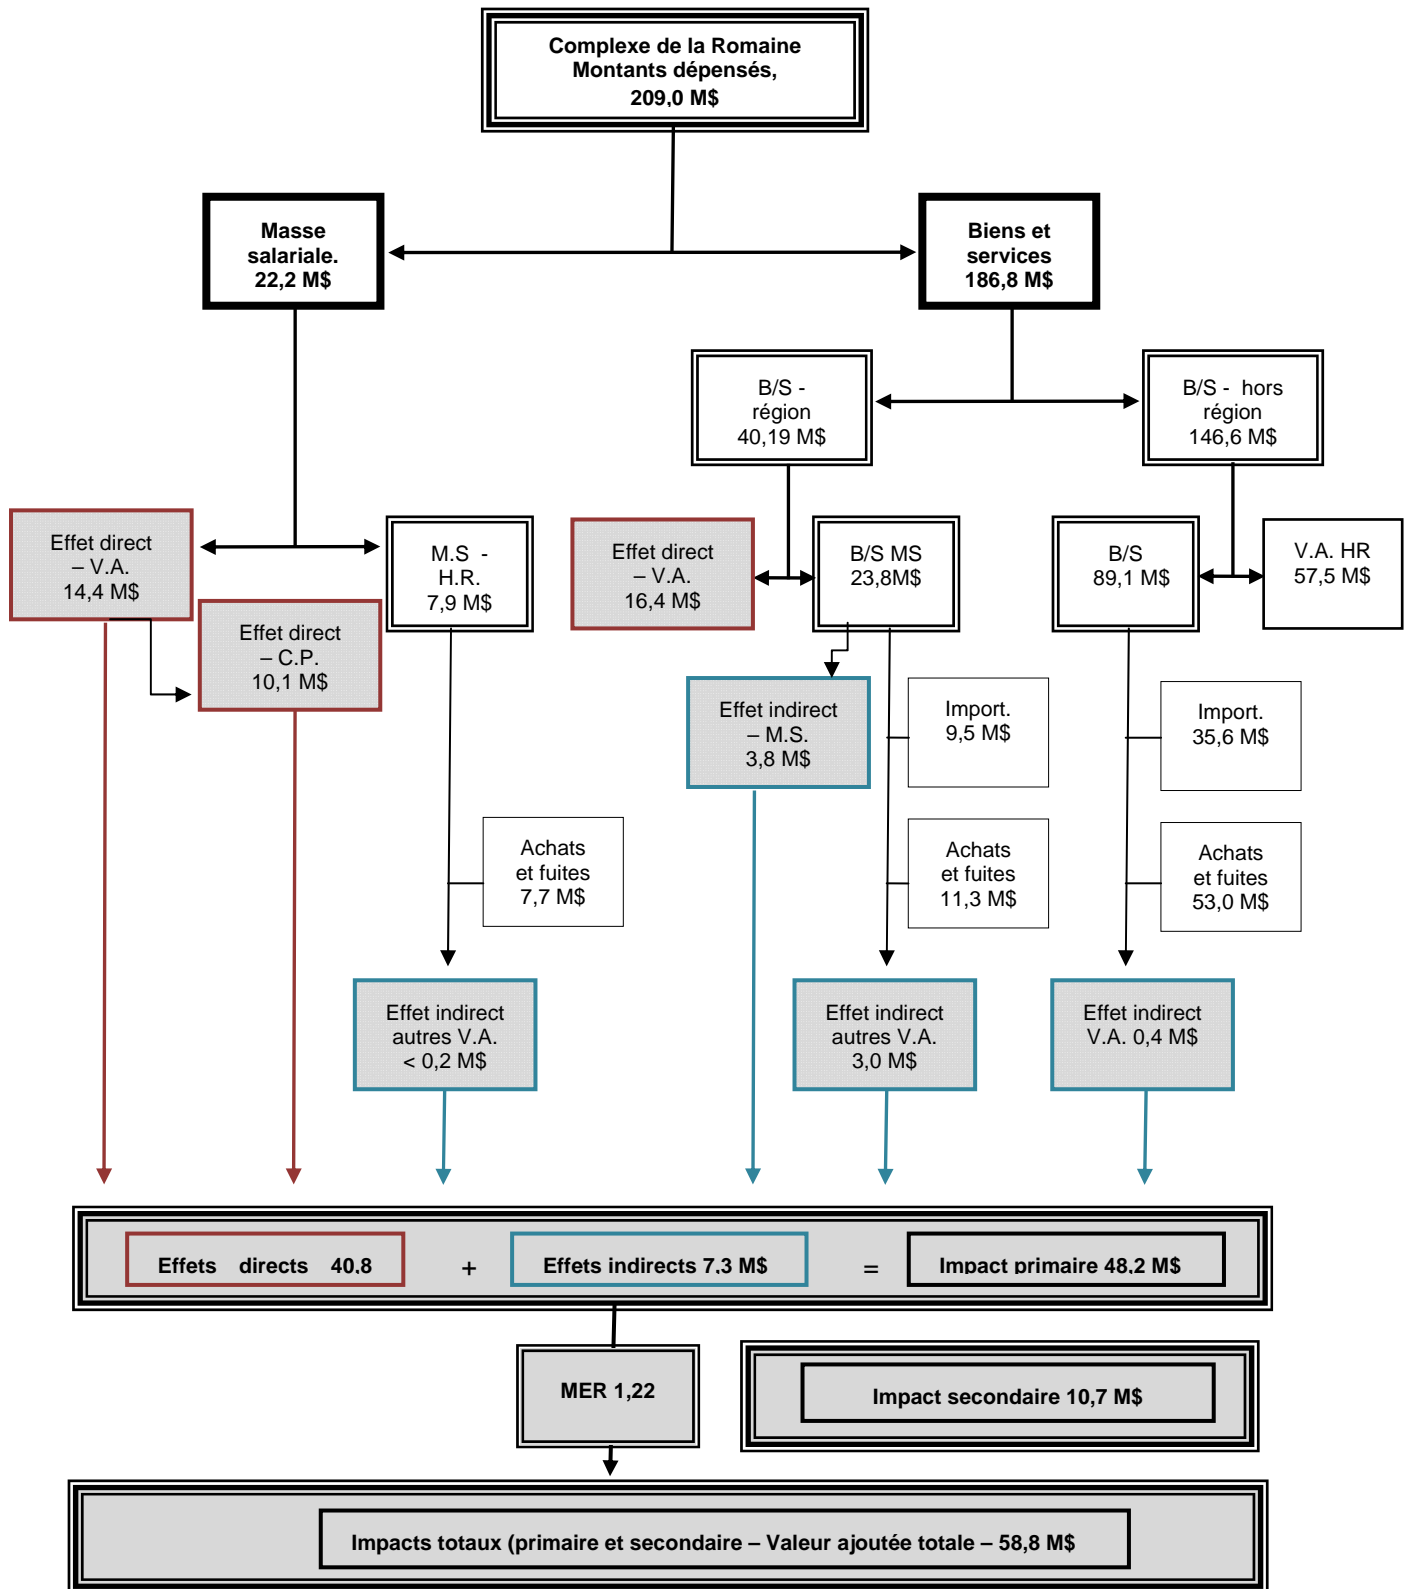 Complexe de la Romaine
Montants dépensés,
209,0 M$
Masse
salariale.
22,2 M$
Biens et
services
186,8 M$
B/S -
région
40,19 M$
B/S - hors
région
146,6 M$
Effet direct
– V.A.
14,4 M$
Effet direct
– C.P.
10,1 M$
M.S -
H.R.
7,9 M$
Effet direct
– V.A.
16,4 M$
B/S MS
23,8M$
B/S
89,1 M$
V.A. HR
57,5 M$
Effet indirect
– M.S.
3,8 M$
Import.
9,5 M$
Import.
35,6 M$
Achats
et fuites
7,7 M$
Achats
et fuites
11,3 M$
Achats
et fuites
53,0 M$
Effet indirect
autres V.A.
< 0,2 M$
Effet indirect
autres V.A.
3,0 M$
Effet indirect
V.A. 0,4 M$
Effets directs 40,8 + Effets indirects 7,3 M$ = Impact primaire 48,2 M$
MER 1,22
Impact secondaire 10,7 M$
Impacts totaux (primaire et secondaire – Valeur ajoutée totale – 58,8 M$